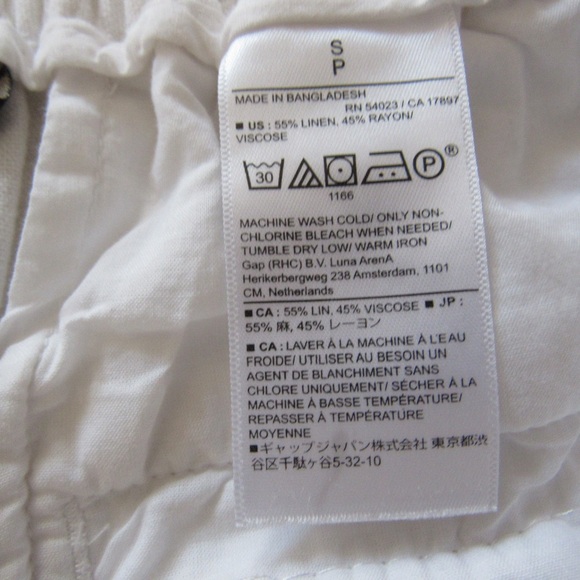 S
P
MADE IN BANGLADESH
RN 54023 / CA 17897
■ US : 55% LINEN, 45% RAYON/
VISCOSE
30 P ®
1166
MACHINE WASH COLD/ ONLY NON-
CHLORINE BLEACH WHEN NEEDED/
TUMBLE DRY LOW/ WARM IRON
Gap (RHC) B.V. Luna ArenA
Herikerbergweg 238 Amsterdam, 1101
CM, Netherlands
■ CA : 55% LIN, 45% VISCOSE ■ JP :
55% 麻, 45% レーヨン
■ CA : LAVER À LA MACHINE À L'EAU
FROIDE/ UTILISER AU BESOIN UN
AGENT DE BLANCHIMENT SANS
CHLORE UNIQUEMENT/ SÉCHER À LA
MACHINE À BASSE TEMPÉRATURE/
REPASSER À TEMPÉRATURE
MOYENNE
■ギャップジャパン株式会社 東京都渋
谷区千駄ヶ谷5-32-10